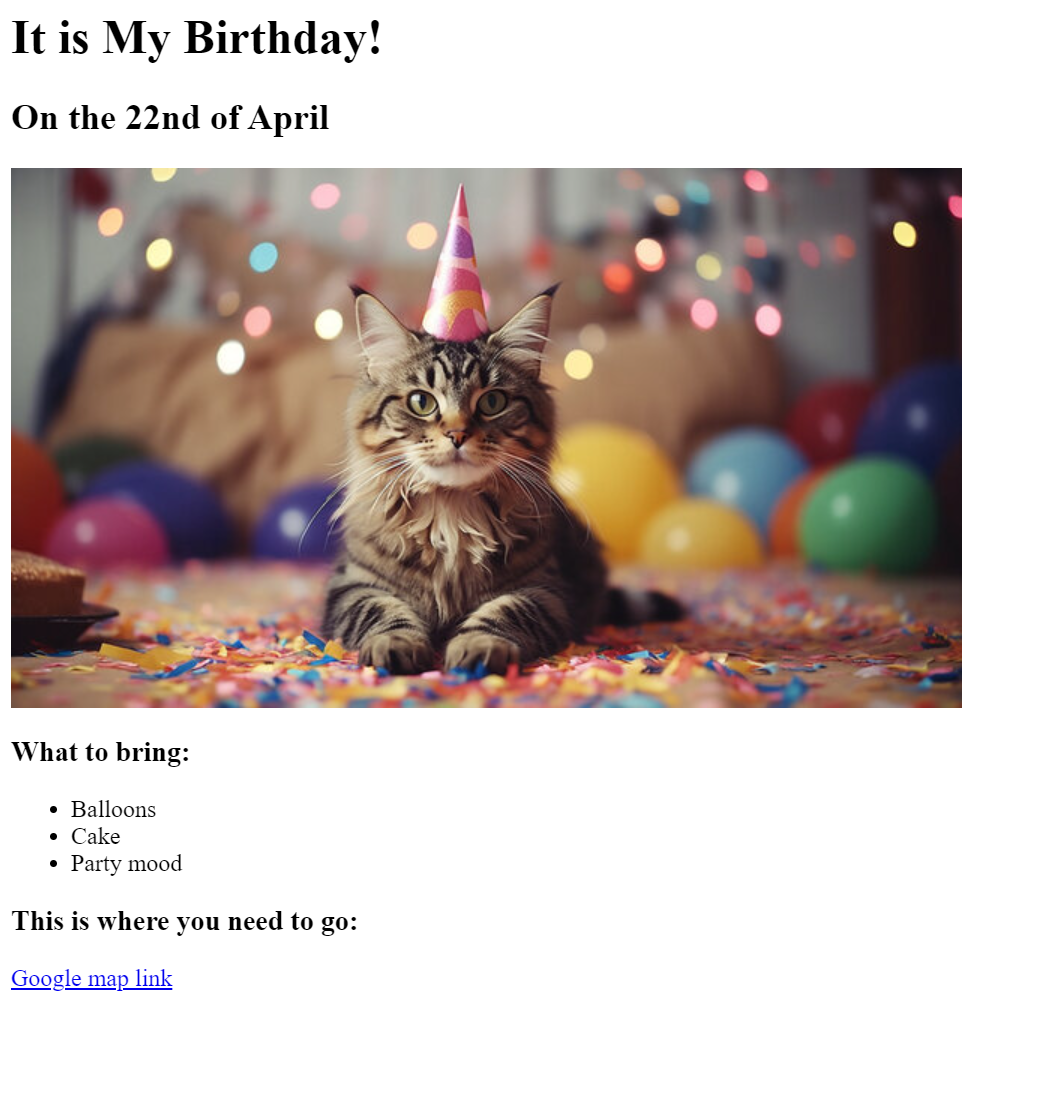 It is My Birthday!
On the 22nd of April
What to bring:
Balloons
Cake
Party mood
This is where you need to go:
Google map link